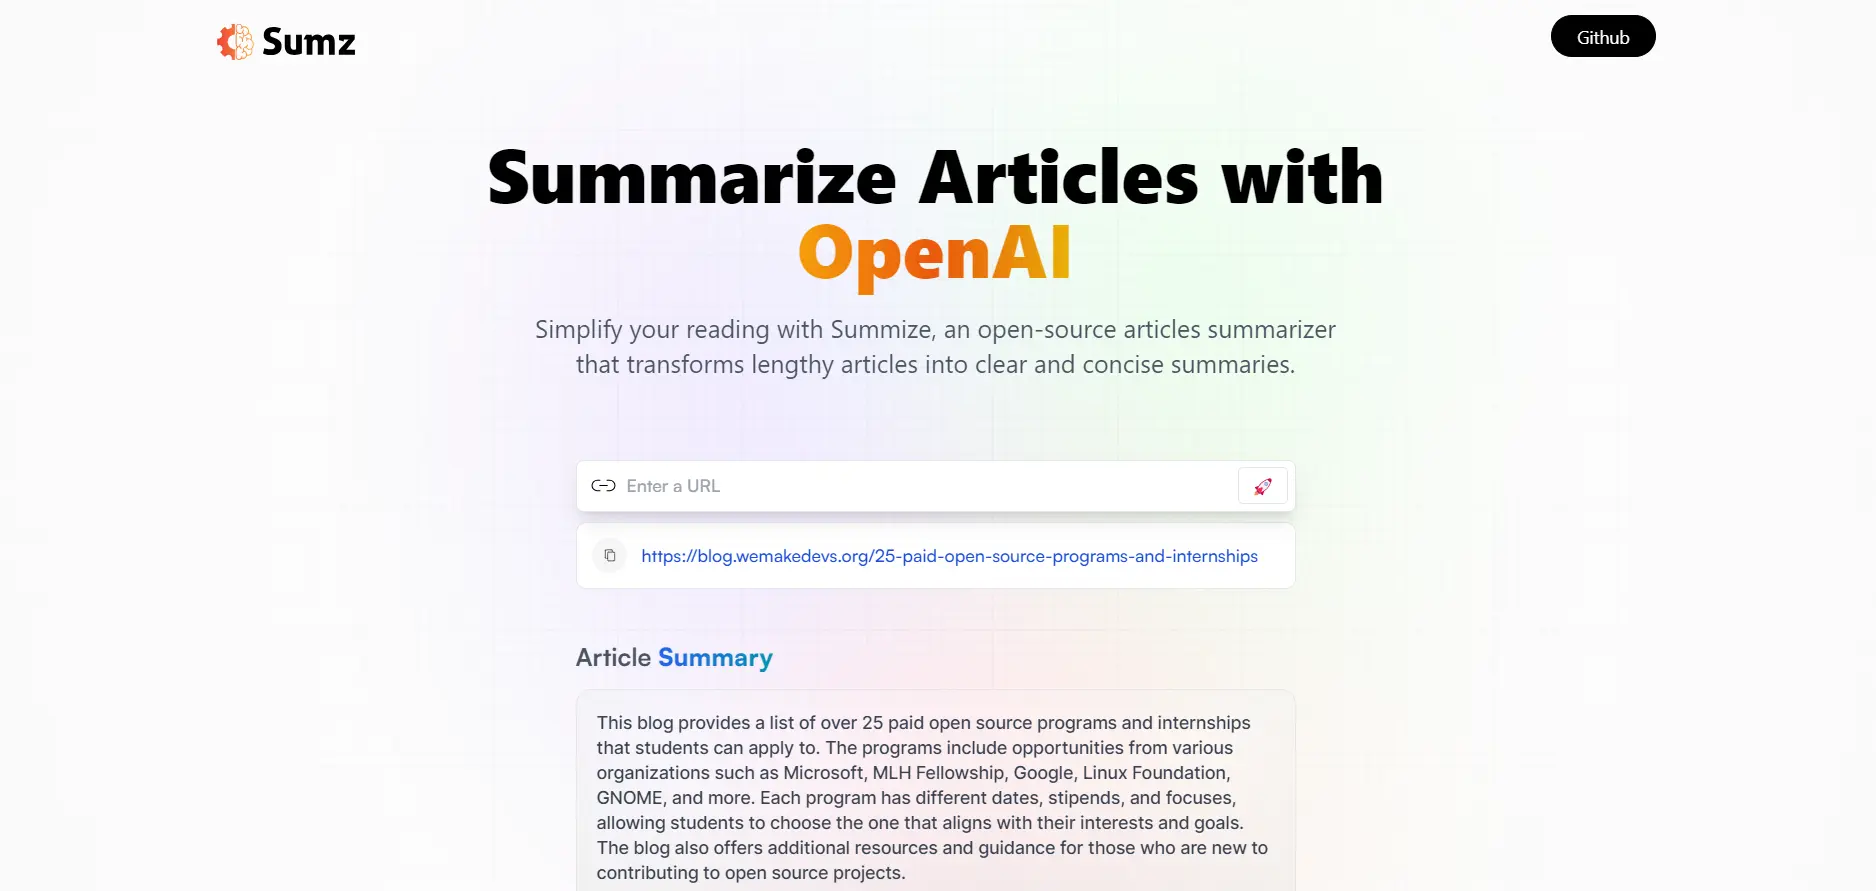 Sumz
Github
Summarize Articles with
OpenAI
Simplify your reading with Summize, an open-source articles summarizer
that transforms lengthy articles into clear and concise summaries.
Enter a URL
https://blog.wemakedevs.org/25-paid-open-source-programs-and-internships
Article Summary
This blog provides a list of over 25 paid open source programs and internships
that students can apply to. The programs include opportunities from various
organizations such as Microsoft, MLH Fellowship, Google, Linux Foundation,
GNOME, and more. Each program has different dates, stipends, and focuses,
allowing students to choose the one that aligns with their interests and goals.
The blog also offers additional resources and guidance for those who are new to
contributing to open source projects.